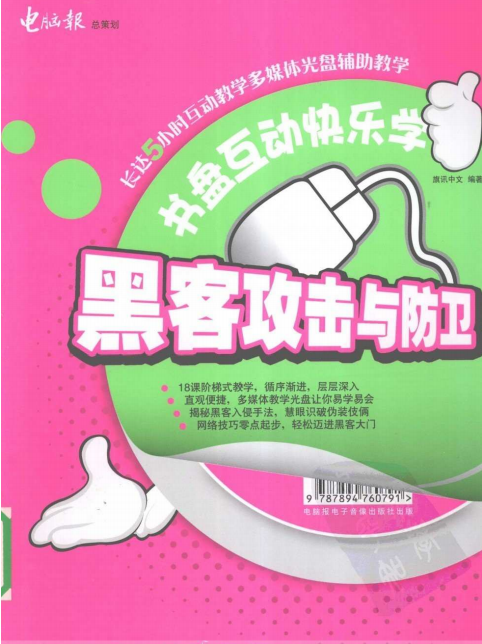 电脑報 总策划
长达5小时互动教学多媒体光盘辅助教学
书盘互动快乐学
旗讯中文 编著
黑客攻击与防卫
18课阶梯式教学，循序渐进，层层深入
直观便捷，多媒体教学光盘让你易学易会
揭秘黑客入侵手法，慧眼识破伪装伎俩
网络技巧零点起步，轻松迈进黑客大门
9 787894 760791>
电脑报电子音像出版社出版